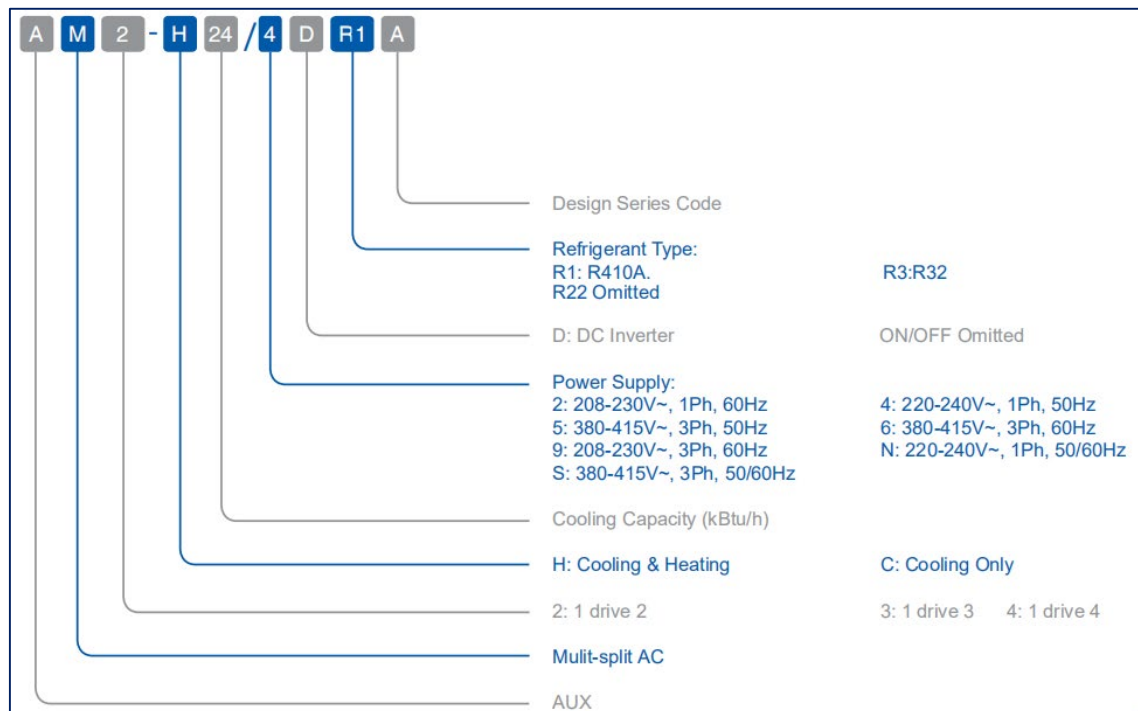 A M 2 - H 24 / 4 D R1 A
Design Series Code
Refrigerant Type:
R1: R410A. R3:R32
R22 Omitted
D: DC Inverter ON/OFF Omitted
Power Supply:
2: 208-230V~, 1Ph, 60Hz 4: 220-240V~, 1Ph, 50Hz
5: 380-415V~, 3Ph, 50Hz 6: 380-415V~, 3Ph, 60Hz
9: 208-230V~, 3Ph, 60Hz N: 220-240V~, 1Ph, 50/60Hz
S: 380-415V~, 3Ph, 50/60Hz
Cooling Capacity (kBtu/h)
H: Cooling & Heating C: Cooling Only
2: 1 drive 2 3: 1 drive 3 4: 1 drive 4
Mulit-split AC
AUX